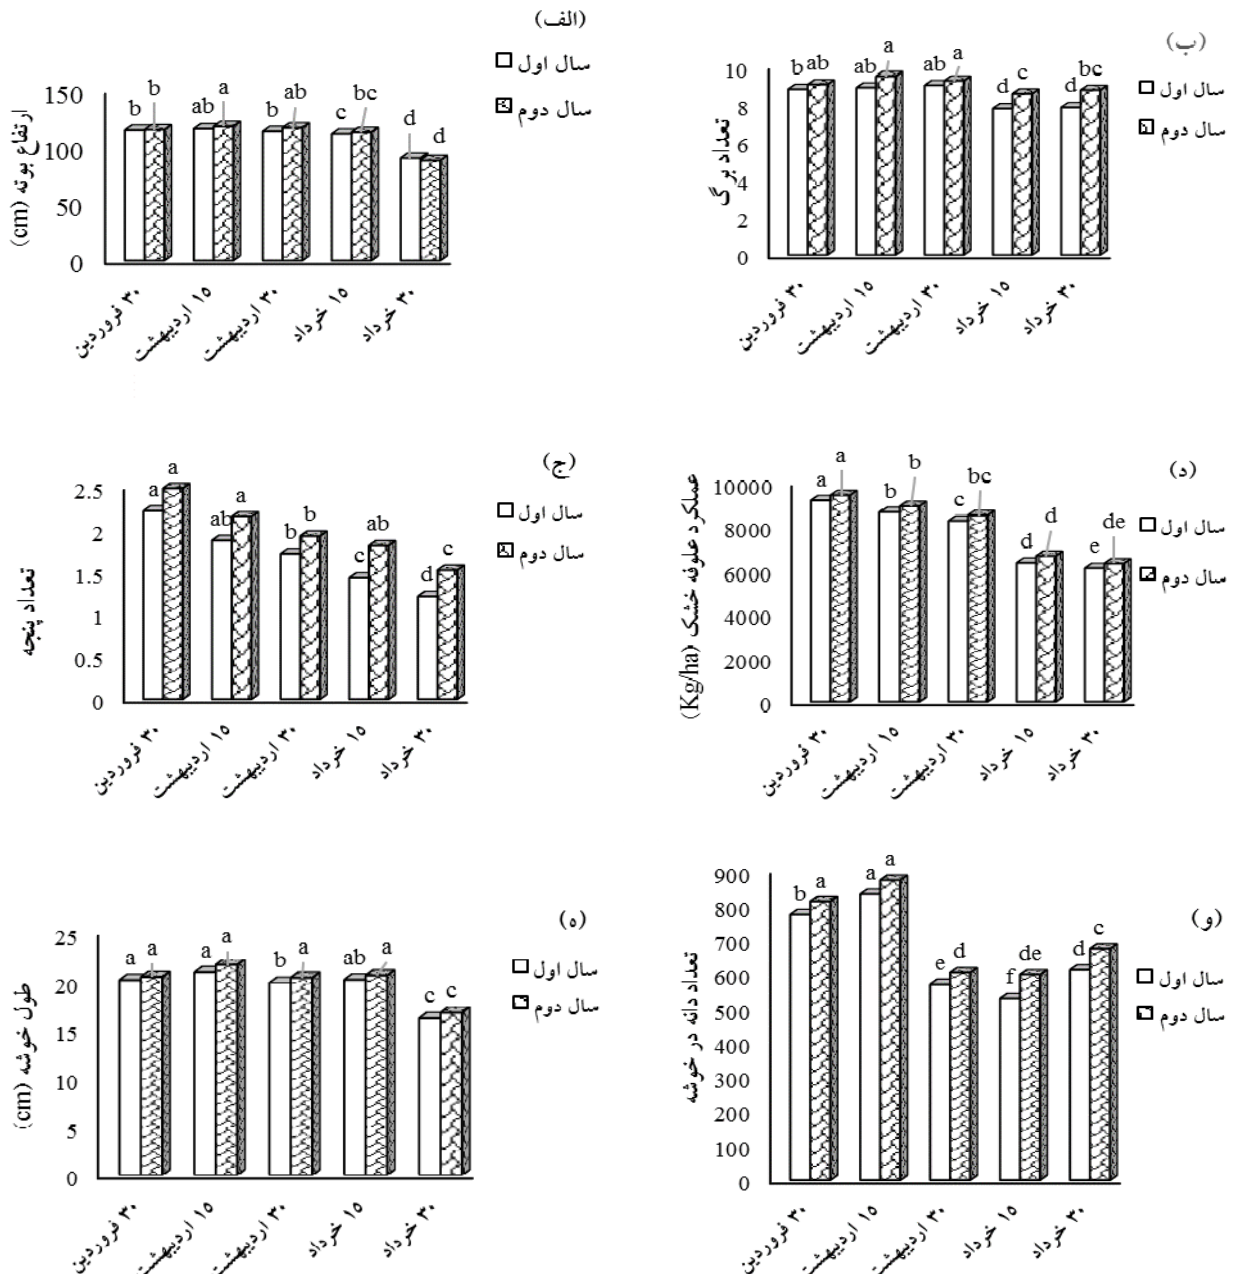 (الف)
سال اول
سال دوم
ارتفاع بوته (cm)
150
100
50
0
b b ab a b ab c bc d d
۳۰ فروردین
۱۵ اردیبهشت
۳۰ اردیبهشت
۱۵ خرداد
۳۰ خرداد
(ب)
سال اول
سال دوم
تعداد برگ
10
8
6
4
2
0
b ab ab a ab a d c d bc
۳۰ فروردین
۱۵ اردیبهشت
۳۰ اردیبهشت
۱۵ خرداد
۳۰ خرداد
(ج)
سال اول
سال دوم
تعداد پنجه
2.5
2
1.5
1
0.5
0
a a ab a b b c ab d c
۳۰ فروردین
۱۵ اردیبهشت
۳۰ اردیبهشت
۱۵ خرداد
۳۰ خرداد
(د)
سال اول
سال دوم
عملکرد علوفه خشک (Kg/ha)
10000
8000
6000
4000
2000
0
a a b b c bc d d e de
۳۰ فروردین
۱۵ اردیبهشت
۳۰ اردیبهشت
۱۵ خرداد
۳۰ خرداد
(ه)
سال اول
سال دوم
طول خوشه (cm)
25
20
15
10
5
0
a a a a b a ab a c c
۳۰ فروردین
۱۵ اردیبهشت
۳۰ اردیبهشت
۱۵ خرداد
۳۰ خرداد
(و)
سال اول
سال دوم
تعداد دانه در خوشه
900
800
700
600
500
400
300
200
100
0
b a a a e d f de d c
۳۰ فروردین
۱۵ اردیبهشت
۳۰ اردیبهشت
۱۵ خرداد
۳۰ خرداد